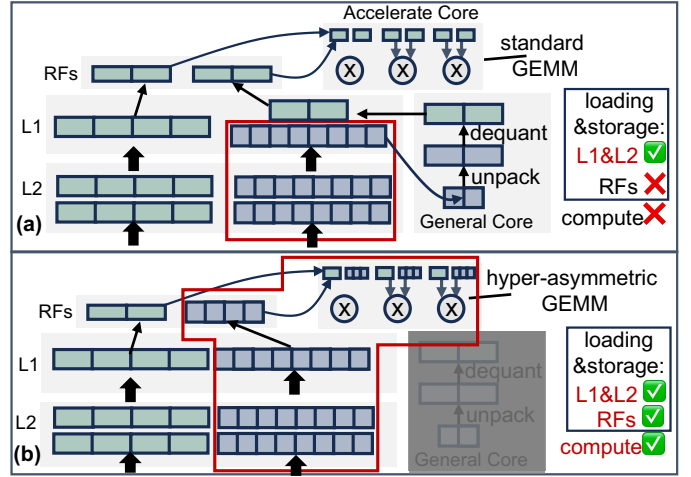 Accelerate Core
RFs
X
X
X
standard
GEMM
L1
dequant
unpack
General Core
L2
(a)
loading
&storage:
L1&L2 ✅
RFs ❌
compute ❌
RFs
X
X
X
hyper-asymmetric
GEMM
L1
dequant
unpack
General Core
L2
(b)
loading
&storage:
L1&L2 ✅
RFs ✅
compute ✅